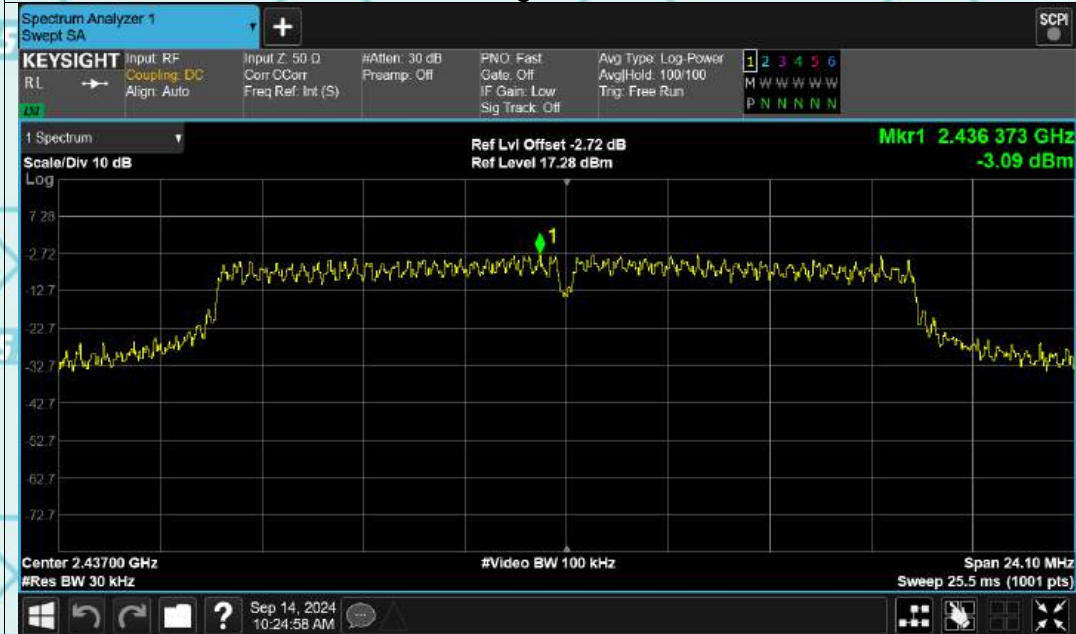 Spectrum Analyzer 1
Swept SA
+
SCPI
KEYSIGHT
RL
LXI
Input: RF
Coupling: DC
Align: Auto
Input Z: 50 Ω
Corr CCorr
Freq Ref: Int (S)
#Atten: 30 dB
Preamp: Off
PNO: Fast
Gate: Off
IF Gain: Low
Sig Track: Off
Avg Type: Log-Power
Avg|Hold: 100/100
Trig: Free Run
1 2 3 4 5 6
M W W W W W
P N N N N N
1 Spectrum
Scale/Div 10 dB
Log
Ref Lvl Offset -2.72 dB
Ref Level 17.28 dBm
Mkr1 2.436 373 GHz
-3.09 dBm
1
7.28
-2.72
-12.7
-22.7
-32.7
-42.7
-52.7
-62.7
-72.7
Center 2.43700 GHz
#Res BW 30 kHz
#Video BW 100 kHz
Span 24.10 MHz
Sweep 25.5 ms (1001 pts)
?
Sep 14, 2024
10:24:58 AM